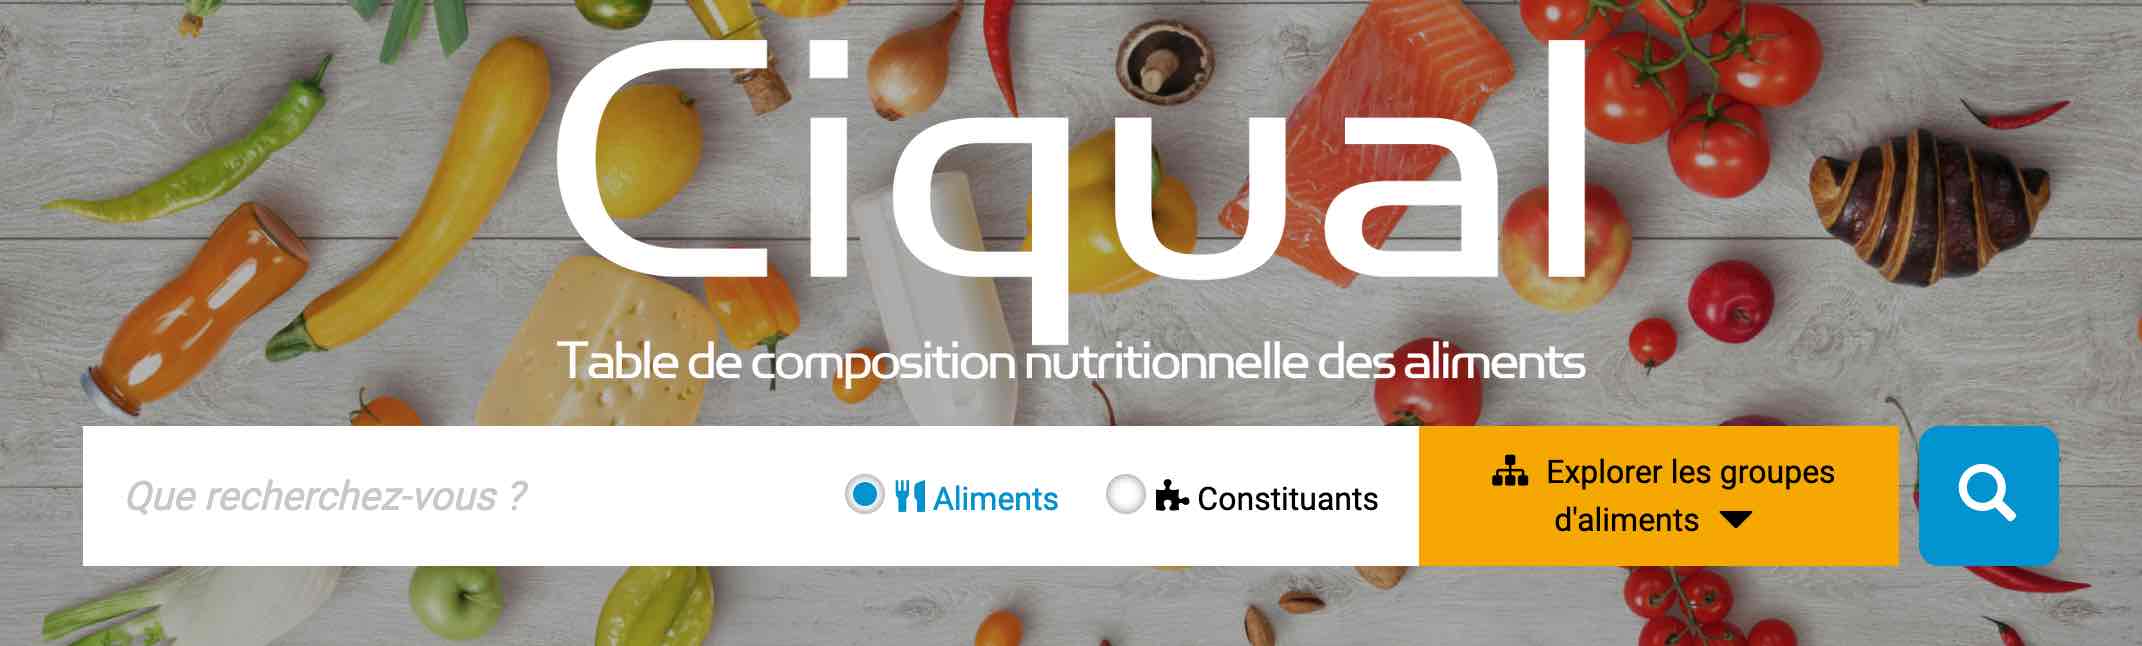 Ciqual
Table de composition nutritionnelle des aliments
Que recherchez-vous ?
Aliments
Constituants
Explorer les groupes
d'aliments